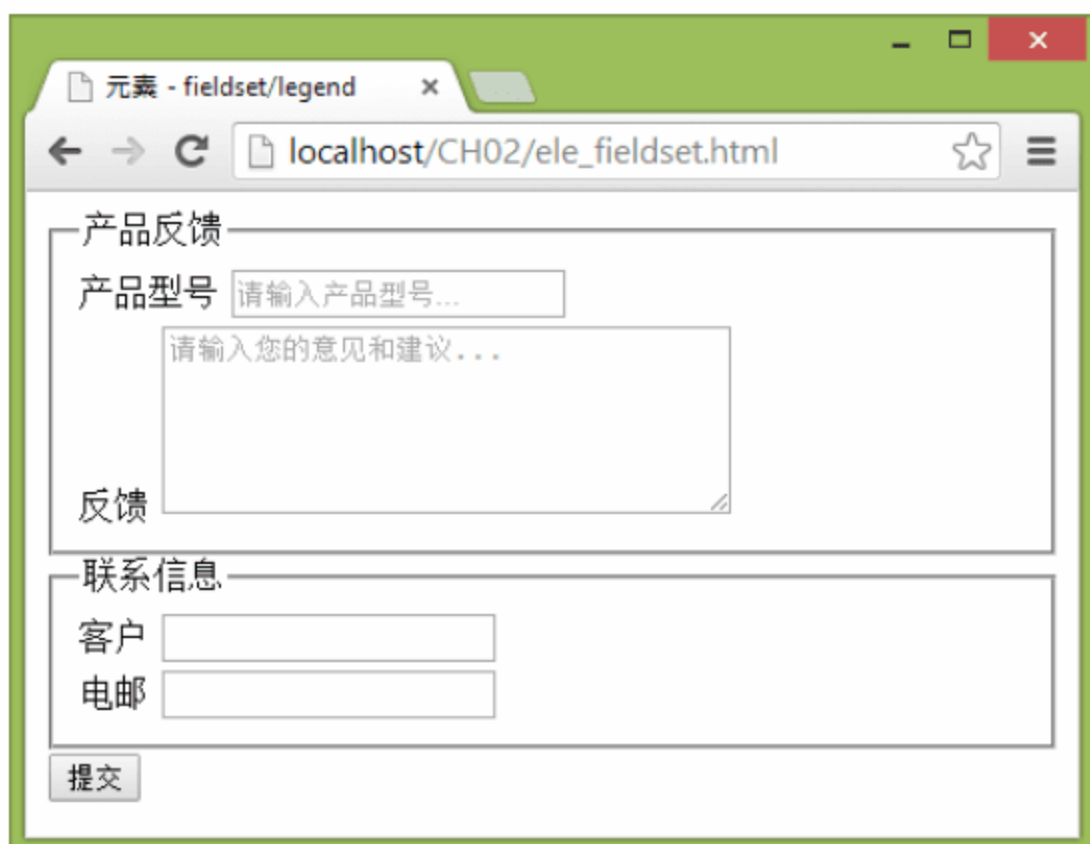 元素 - fieldset/legend
localhost/CH02/ele_fieldset.html
产品反馈
产品型号 请输入产品型号...
请输入您的意见和建议...
反馈
联系信息
客户
电邮
提交